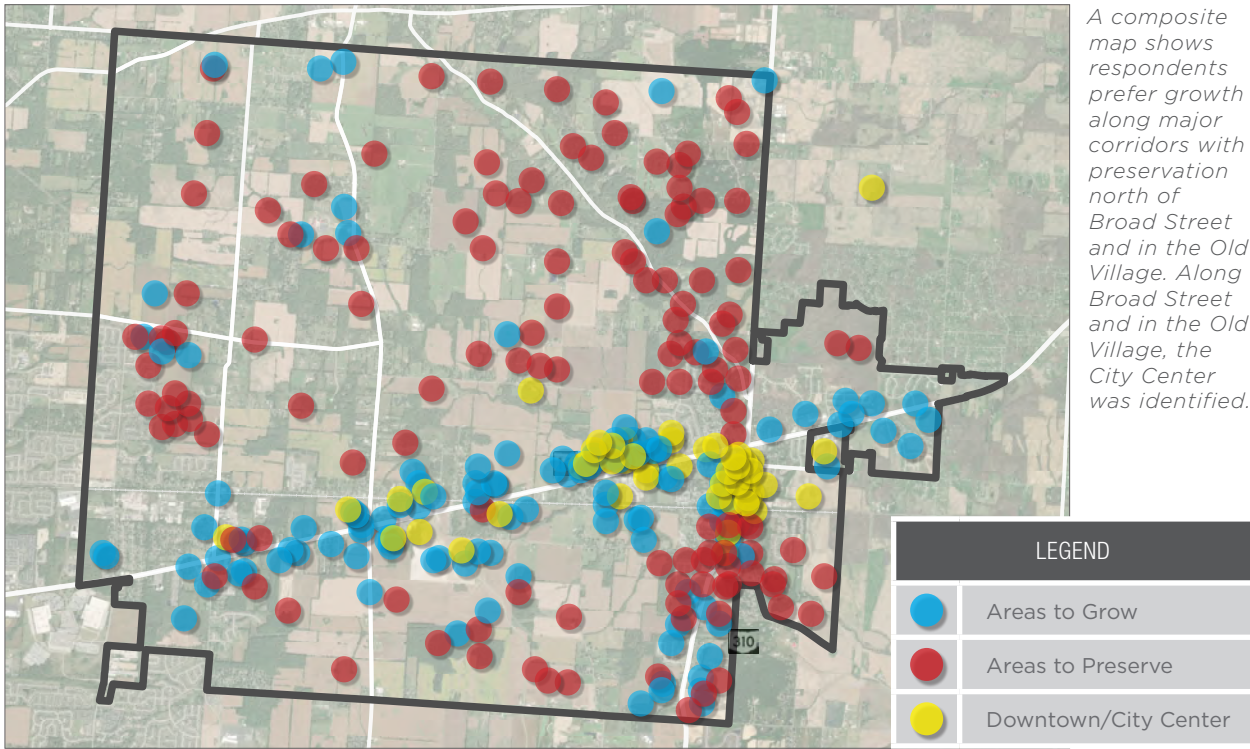 A composite
map shows
respondents
prefer growth
along major
corridors with
preservation
north of
Broad Street
and in the Old
Village. Along
Broad Street
and in the Old
Village, the
City Center
was identified.
310
LEGEND
Areas to Grow
Areas to Preserve
Downtown/City Center